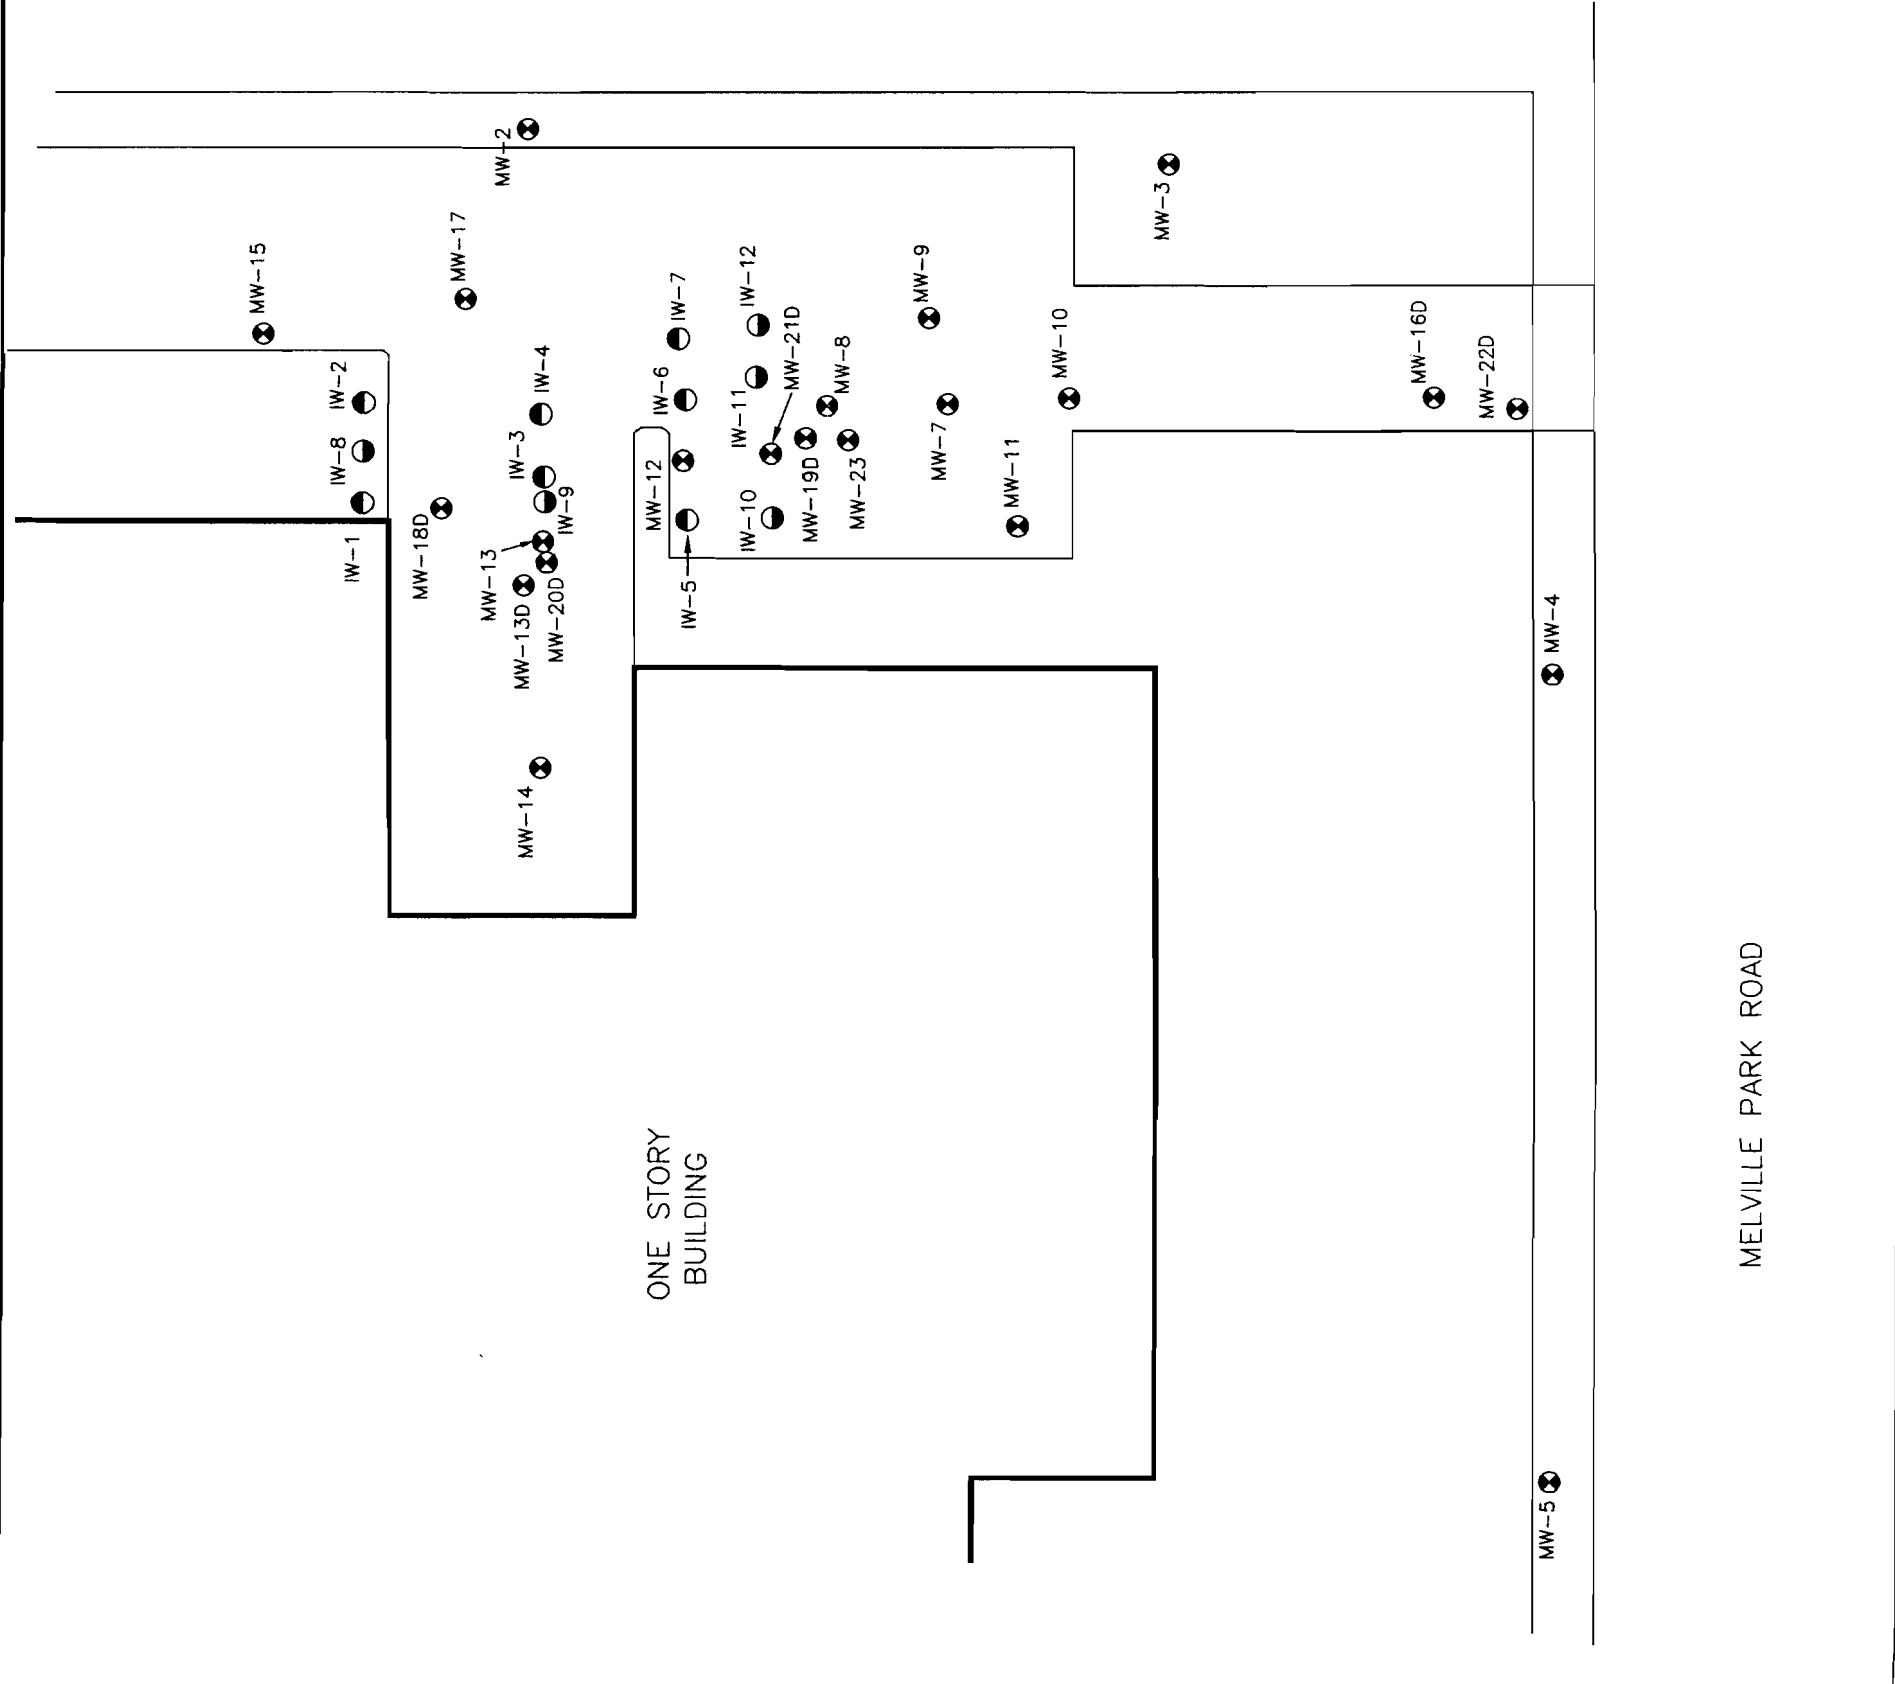 MW-2
MW-3
MW-17
MW-15
MW-9
IW-12
IW-7
MW-21D
MW-8
MW-10
MW-16D
MW-22D
IW-2
IW-4
IW-6
IW-11
IW-8
IW-3
MW-12
MW-7
MW-11
IW-9
IW-10
MW-19D
MW-23
IW-1
MW-18D
MW-13
IW-5
MW-13D
MW-20D
MW-4
MW-14
ONE STORY
BUILDING
MELVILLE PARK ROAD
MW-5